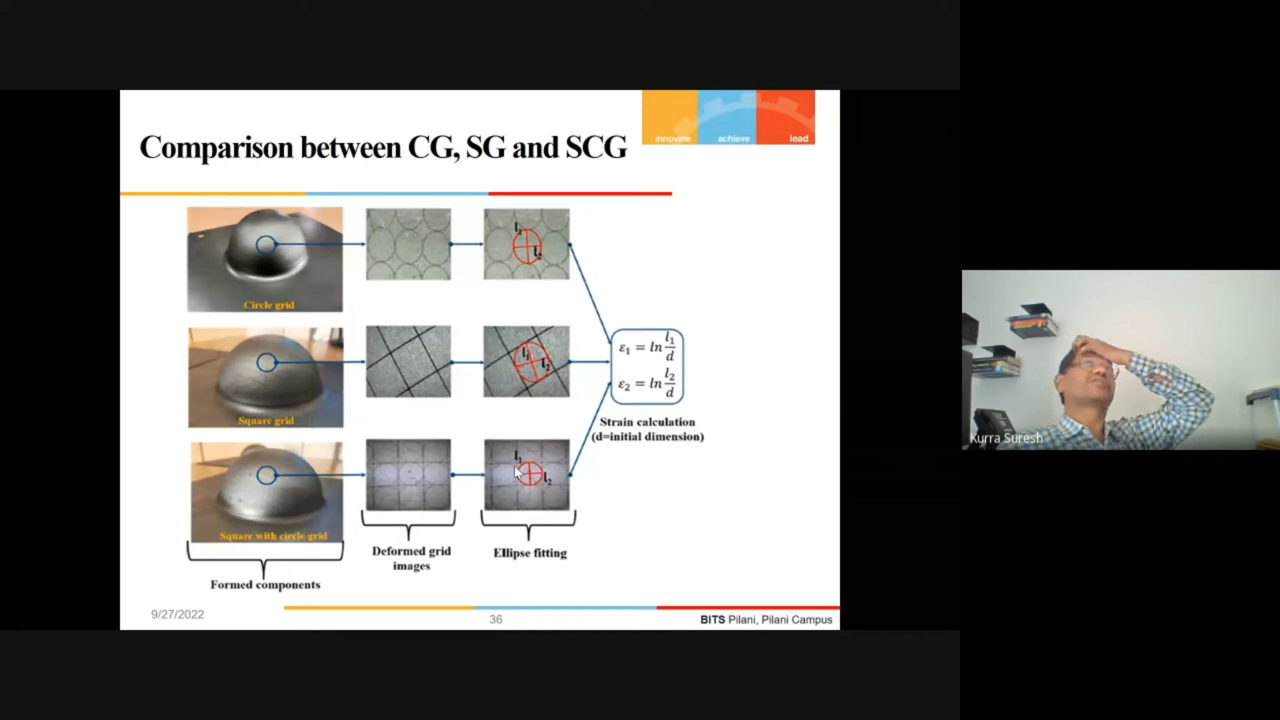 innovate achieve lead
Comparison between CG, SG and SCG
Circle grid
l₁
l₂
Square grid
l₁
l₂
ε₁ = ln l₁/d
ε₂ = ln l₂/d
Strain calculation
(d=initial dimension)
Square with circle grid
l₁
l₂
Formed components
Deformed grid
images
Ellipse fitting
9/27/2022
36
BITS Pilani, Pilani Campus
Kurra Suresh